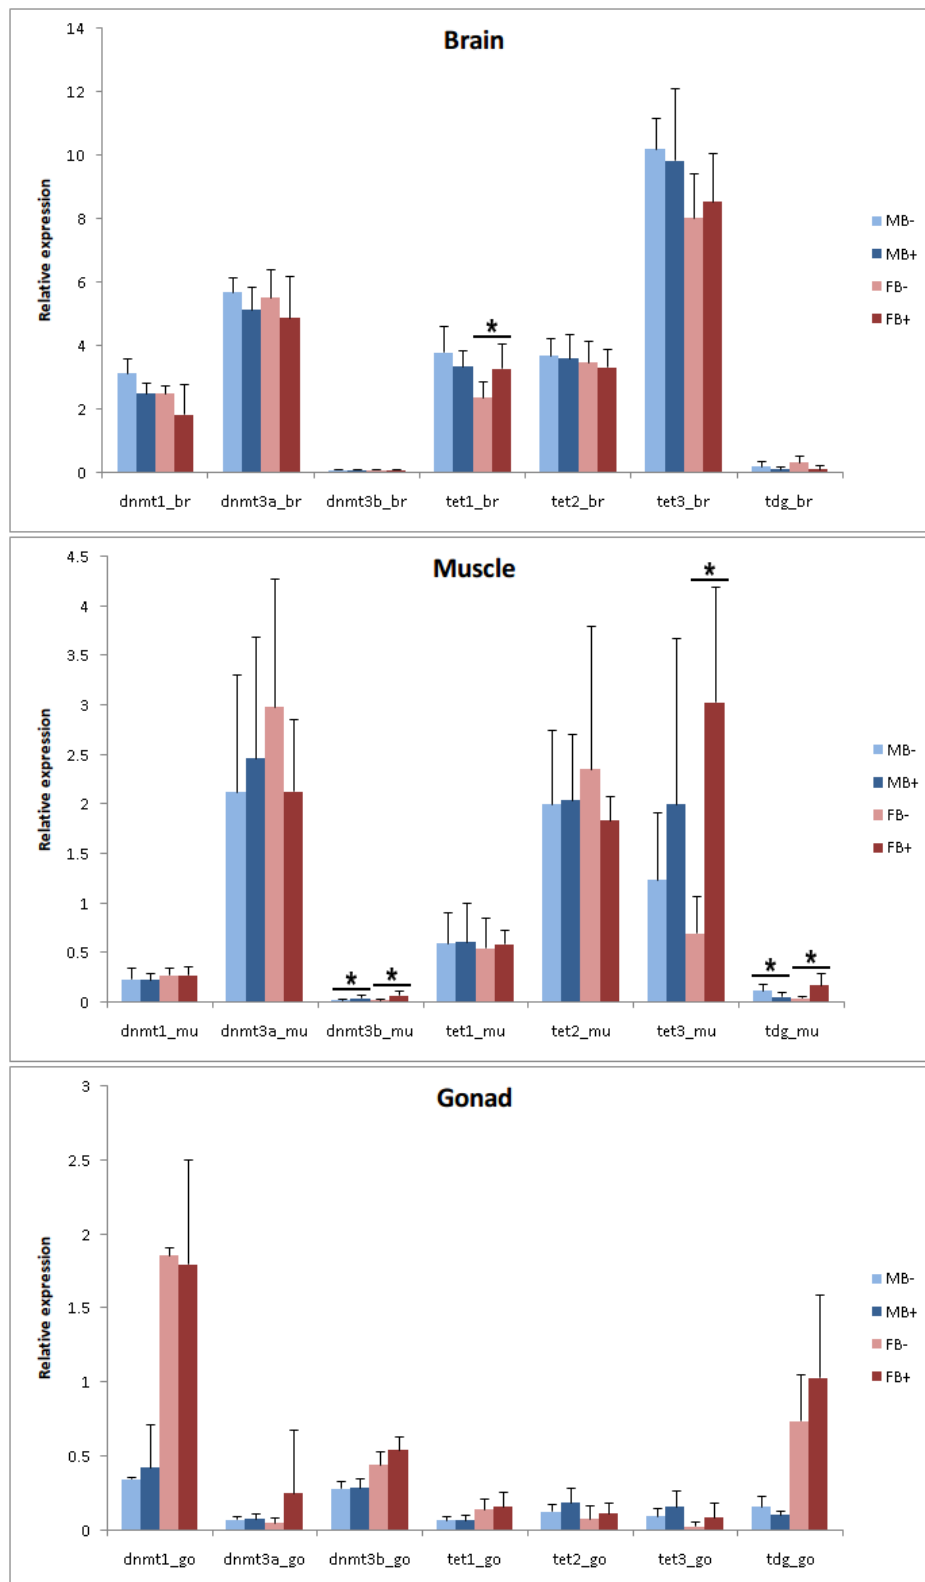 Brain
14
12
10
8
6
4
2
0
Relative expression
*
dnmt1_br dnmt3a_br dnmt3b_br tet1_br tet2_br tet3_br tdg_br
MB-
MB+
FB-
FB+
Muscle
4.5
4
3.5
3
2.5
2
1.5
1
0.5
0
Relative expression
* * * * *
dnmt1_mu dnmt3a_mu dnmt3b_mu tet1_mu tet2_mu tet3_mu tdg_mu
MB-
MB+
FB-
FB+
Gonad
3
2.5
2
1.5
1
0.5
0
Relative expression
dnmt1_go dnmt3a_go dnmt3b_go tet1_go tet2_go tet3_go tdg_go
MB-
MB+
FB-
FB+